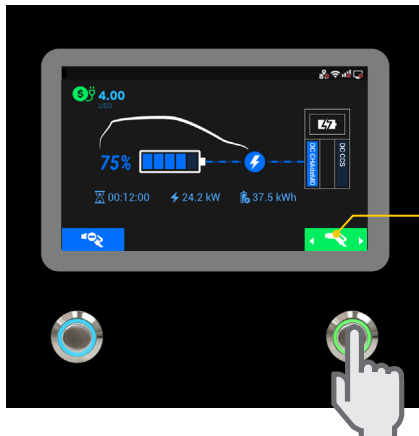 $ 4.00
USD
75%
DC CHAdeMO
DC CCS
00:12:00 24.2 kW 37.5 kWh